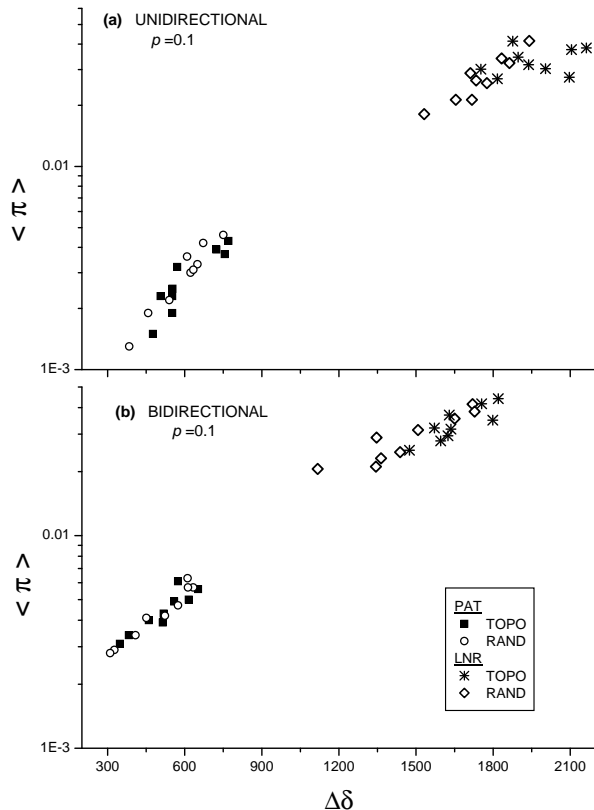 (a) UNIDIRECTIONAL
p =0.1
0.01
< π >
1E-3
(b) BIDIRECTIONAL
p =0.1
0.01
< π >
PAT
TOPO
RAND
LNR
TOPO
RAND
1E-3
300 600 900 1200 1500 1800 2100
Δδ